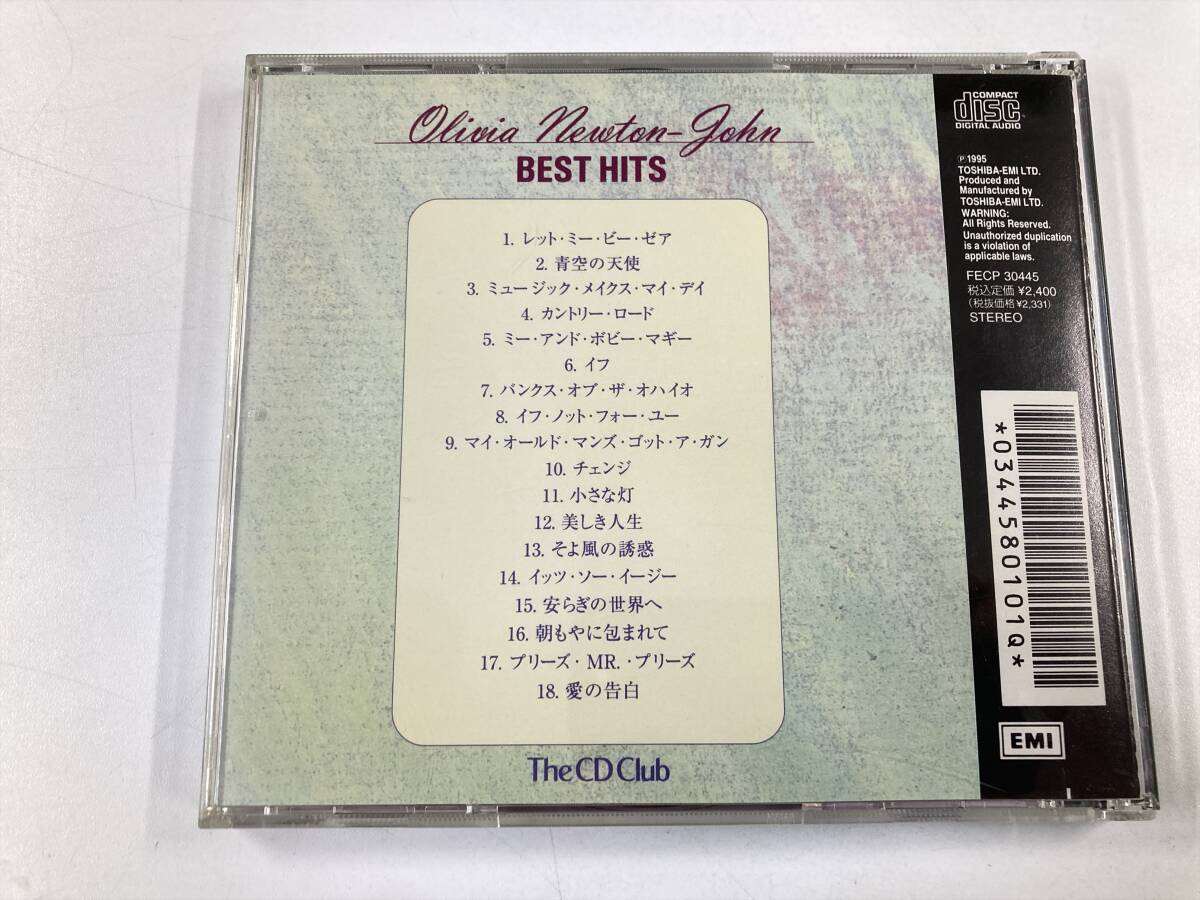 Olivia Newton-John
BEST HITS
1. レット・ミー・ビー・ゼア
2. 青空の天使
3. ミュージック・メイクス・マイ・デイ
4. カントリー・ロード
5. ミー・アンド・ボビー・マギー
6. イフ
7. バンクス・オブ・ザ・オハイオ
8. イフ・ノット・フォー・ユー
9. マイ・オールド・マンズ・ゴット・ア・ガン
10. チェンジ
11. 小さな灯
12. 美しき人生
13. そよ風の誘惑
14. イッツ・ソー・イージー
15. 安らぎの世界へ
16. 朝もやに包まれて
17. プリーズ・MR.・プリーズ
18. 愛の告白
The CD Club
COMPACT
disc
DIGITAL AUDIO
℗1995
TOSHIBA-EMI LTD.
Produced and
Manufactured by
TOSHIBA-EMI LTD.
WARNING:
All Rights Reserved.
Unauthorized duplication
is a violation of
applicable laws.
FECP 30445
税込定価 ¥2,400
(税抜価格¥2,331)
STEREO
*0344580101Q*
EMI